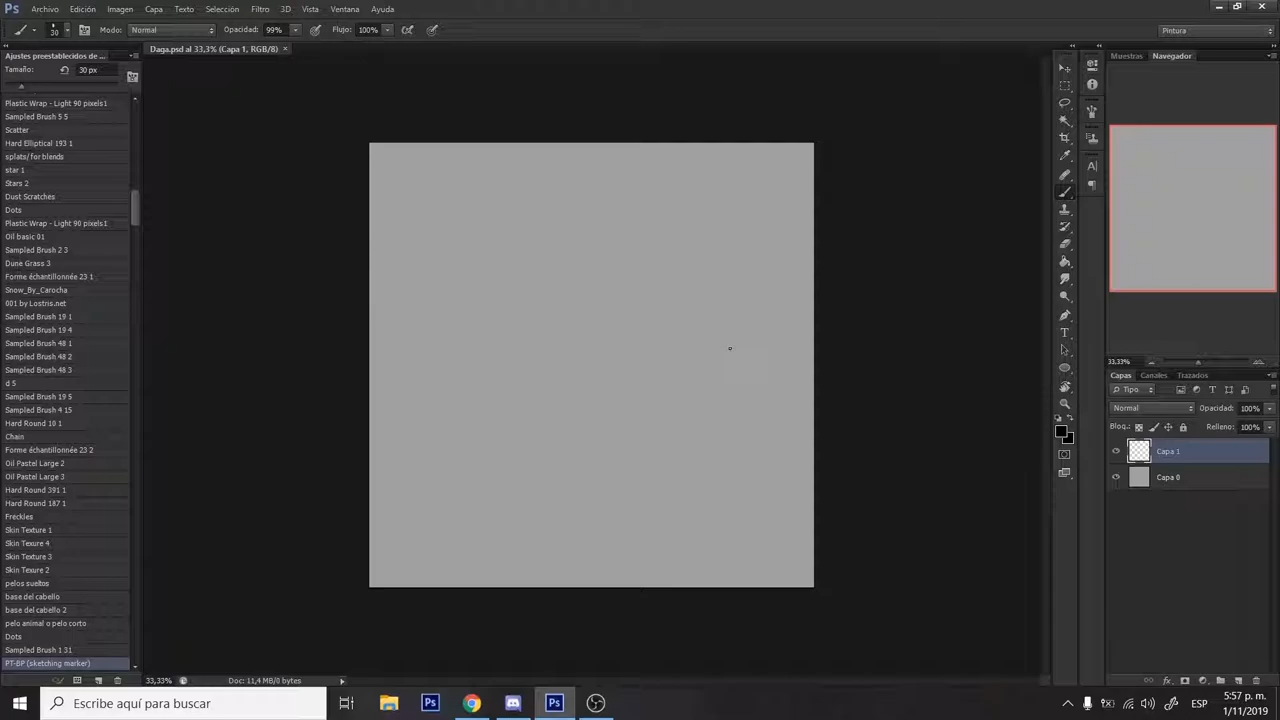 Ps Archivo Edición Imagen Capa Texto Selección Filtro 3D Vista Ventana Ayuda
30 Modo: Normal Opacidad: 99% Flujo: 100% Pintura
Daga.psd al 33,3% (Capa 1, RGB/8)
Ajustes preestablecidos de ...
Tamaño: 30 px
Plastic Wrap - Light 90 pixels1
Sampled Brush 5 5
Scatter
Hard Elliptical 193 1
splats/for blends
star 1
Stars 2
Dust Scratches
Dots
Plastic Wrap - Light 90 pixels1
Oil basic 01
Sampled Brush 2 3
Dune Grass 3
Forme échantillonnée 23 1
Snow_By_Carocha
001 by Lostris.net
Sampled Brush 19 1
Sampled Brush 19 4
Sampled Brush 48 1
Sampled Brush 48 2
Sampled Brush 48 3
d 5
Sampled Brush 19 5
Sampled Brush 4 15
Hard Round 10 1
Chain
Forme échantillonnée 23 2
Oil Pastel Large 2
Oil Pastel Large 3
Hard Round 391 1
Hard Round 187 1
Freckles
Skin Texture 1
Skin Texure 4
Skin Texture 3
Skin Texure 2
pelos sueltos
base del cabello
base del cabello 2
pelo animal o pelo corto
Dots
Sampled Brush 1 31
PT-BP (sketching marker)
Muestras Navegador
33,33%
Capas Canales Trazados
Tipo
Normal Opacidad: 100%
Bloq.: Relleno: 100%
Capa 1
Capa 0
33,33% Doc: 11,4 MB/0 bytes
Escribe aquí para buscar
Ps
Ps
ESP
5:57 p. m.
1/11/2019